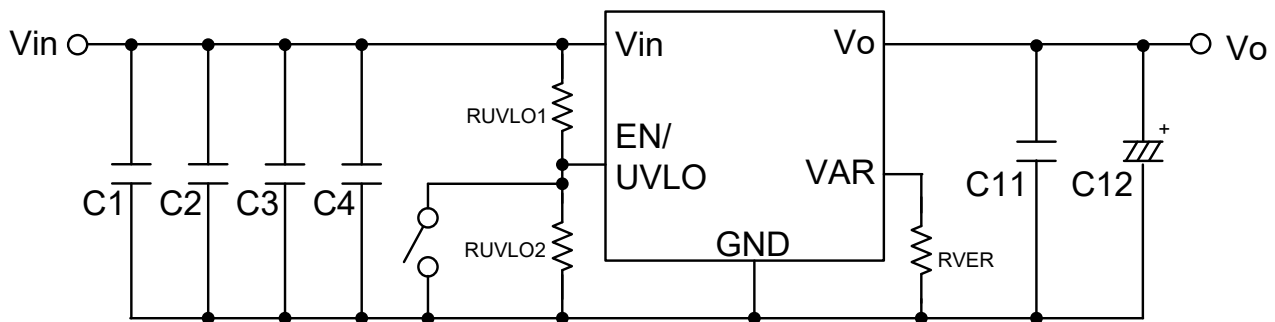 Vin
Vin
Vo
Vo
RUVLO1
EN/
UVLO
VAR
+
C1
C2
C3
C4
C11
C12
RUVLO2
GND
RVER